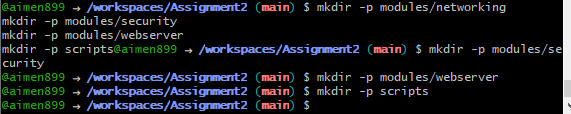 @aimen899 → /workspaces/Assignment2 (main) $ mkdir -p modules/networking
mkdir -p modules/security
mkdir -p modules/webserver
mkdir -p scripts@aimen899 → /workspaces/Assignment2 (main) $ mkdir -p modules/se
curity
@aimen899 → /workspaces/Assignment2 (main) $ mkdir -p modules/webserver
@aimen899 → /workspaces/Assignment2 (main) $ mkdir -p scripts
@aimen899 → /workspaces/Assignment2 (main) $